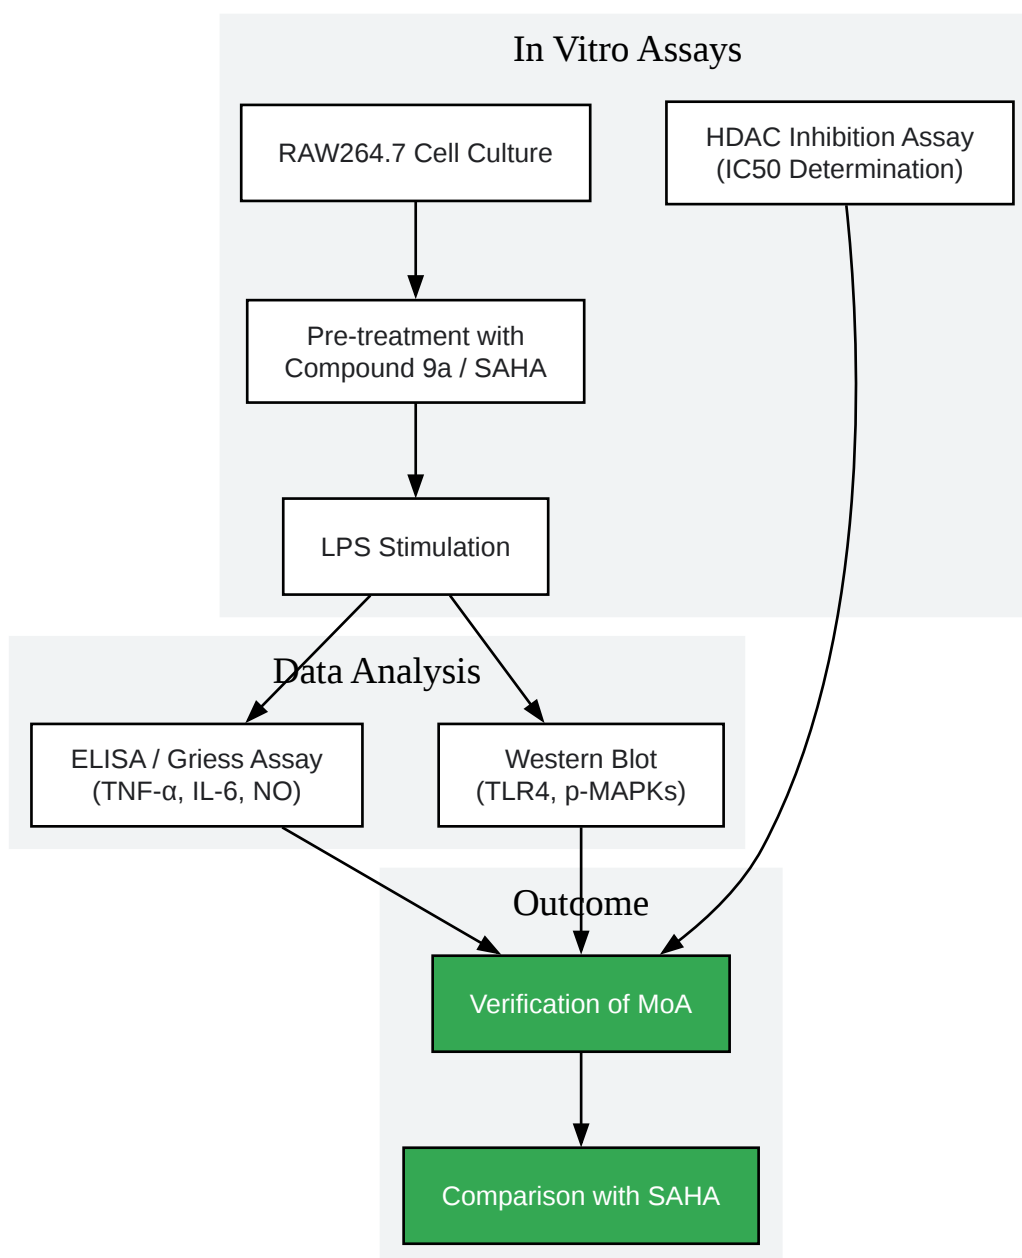 In Vitro Assays
RAW264.7 Cell Culture
HDAC Inhibition Assay
(IC50 Determination)
Pre-treatment with
Compound 9a / SAHA
LPS Stimulation
Data Analysis
ELISA / Griess Assay
(TNF-α, IL-6, NO)
Western Blot
(TLR4, p-MAPKs)
Outcome
Verification of MoA
Comparison with SAHA